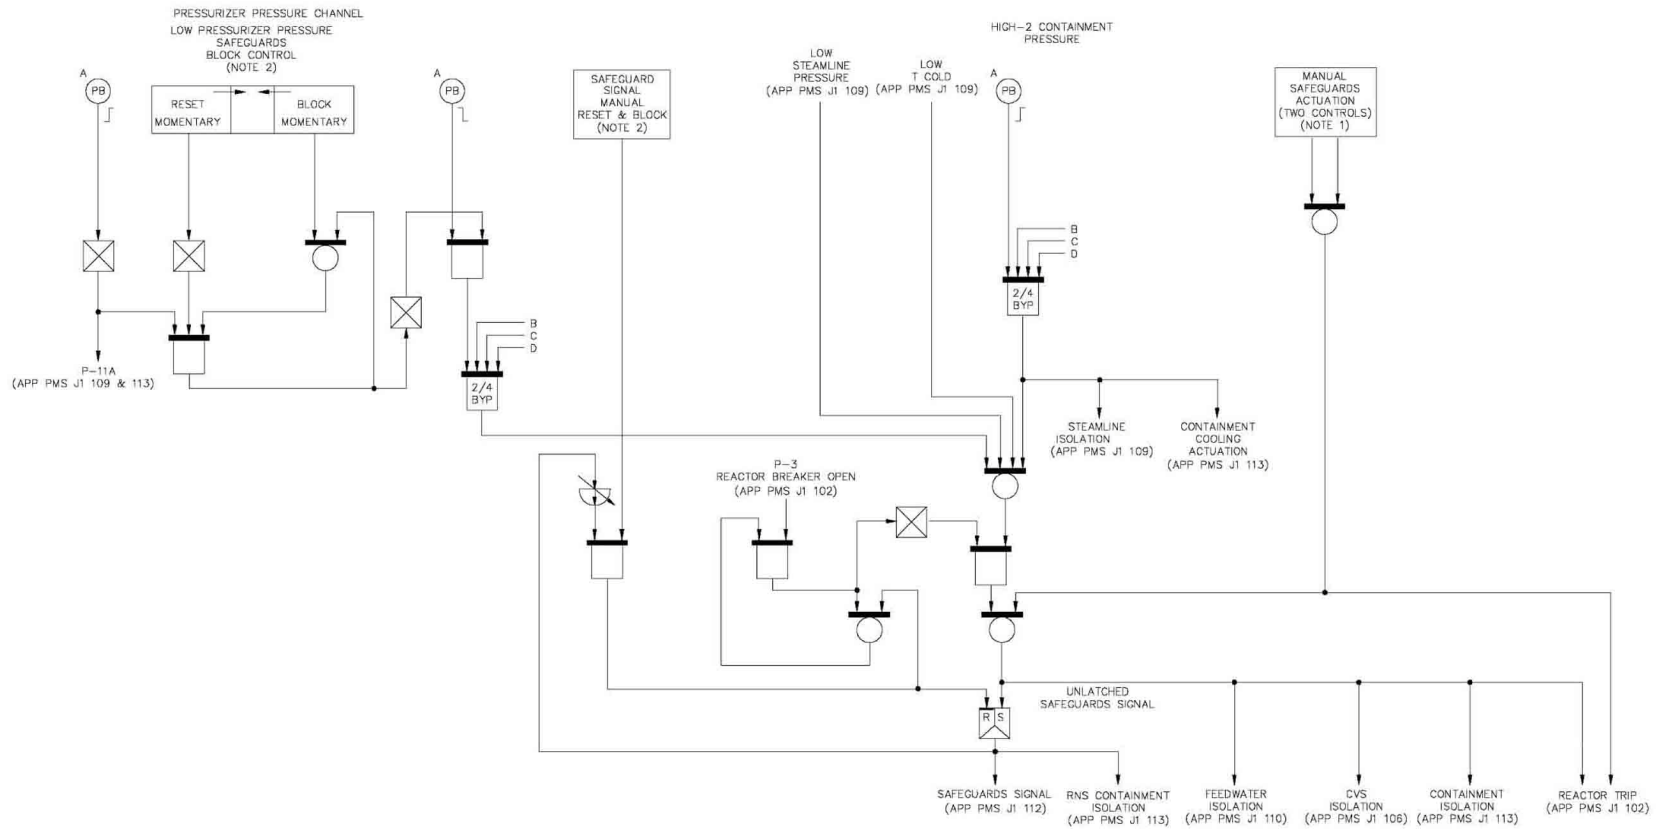 PRESSURIZER PRESSURE CHANNEL
LOW PRESSURIZER PRESSURE
SAFEGUARDS
BLOCK CONTROL
(NOTE 2)
A
PB
RESET
MOMENTARY
BLOCK
MOMENTARY
A
PB
SAFEGUARD
SIGNAL
MANUAL
RESET & BLOCK
(NOTE 2)
LOW
STEAMLINE
PRESSURE
(APP PMS J1 109)
LOW
T COLD
(APP PMS J1 109)
HIGH-2 CONTAINMENT
PRESSURE
A
PB
MANUAL
SAFEGUARDS
ACTUATION
(TWO CONTROLS)
(NOTE 1)
B
C
D
2/4
BYP
B
C
D
2/4
BYP
P-11A
(APP PMS J1 109 & 113)
STEAMLINE
ISOLATION
(APP PMS J1 109)
CONTAINMENT
COOLING
ACTUATION
(APP PMS J1 113)
P-3
REACTOR BREAKER OPEN
(APP PMS J1 102)
UNLATCHED
SAFEGUARDS SIGNAL
R S
SAFEGUARDS SIGNAL
(APP PMS J1 112)
RNS CONTAINMENT
ISOLATION
(APP PMS J1 113)
FEEDWATER
ISOLATION
(APP PMS J1 110)
CVS
ISOLATION
(APP PMS J1 106)
CONTAINMENT
ISOLATION
(APP PMS J1 113)
REACTOR TRIP
(APP PMS J1 102)